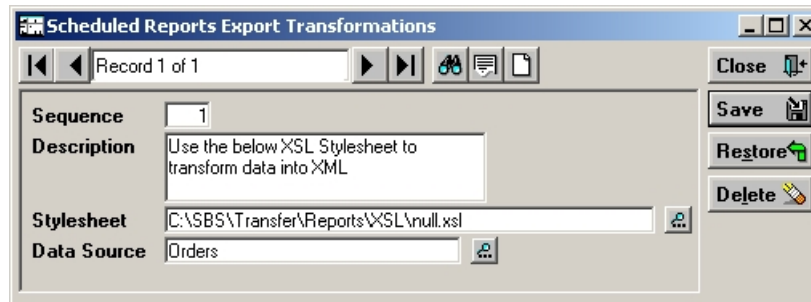 Scheduled Reports Export Transformations
Record 1 of 1
Close
Save
Restore
Delete
Sequence 1
Description Use the below XSL Stylesheet to
transform data into XML
Stylesheet C:\SBS\Transfer\Reports\XSL\null.xsl
Data Source Orders